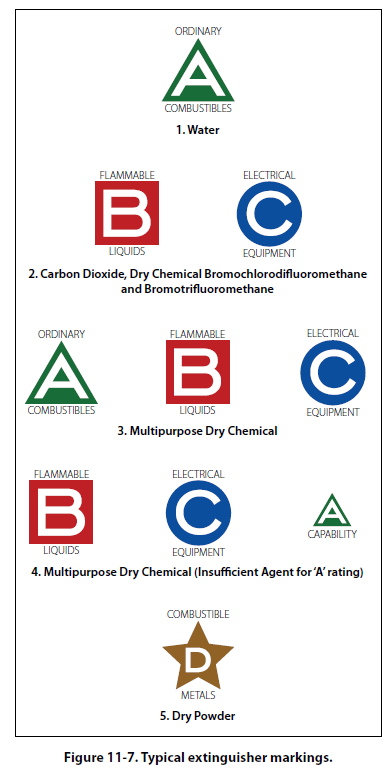 ORDINARY
A
COMBUSTIBLES
1. Water
FLAMMABLE ELECTRICAL
B C
LIQUIDS EQUIPMENT
2. Carbon Dioxide, Dry Chemical Bromochlorodifluoromethane
and Bromotrifluoromethane
ORDINARY FLAMMABLE ELECTRICAL
A B C
COMBUSTIBLES LIQUIDS EQUIPMENT
3. Multipurpose Dry Chemical
FLAMMABLE ELECTRICAL
B C A
LIQUIDS EQUIPMENT CAPABILITY
4. Multipurpose Dry Chemical (Insufficient Agent for ‘A’ rating)
COMBUSTIBLE
D
METALS
5. Dry Powder
Figure 11-7. Typical extinguisher markings.